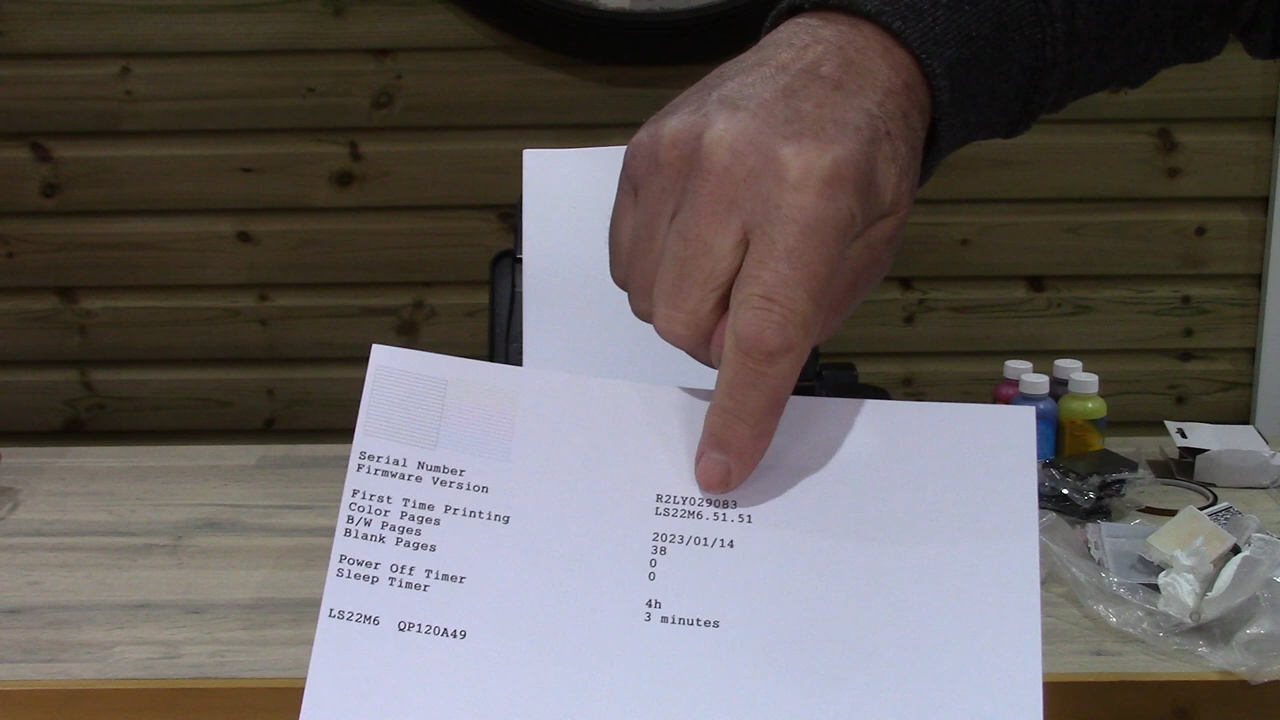 Serial Number R2LY029083
Firmware Version LS22M6.51.51
First Time Printing 2023/01/14
Color Pages 38
B/W Pages 0
Blank Pages 0
Power Off Timer 4h
Sleep Timer 3 minutes
LS22M6 QP120A49